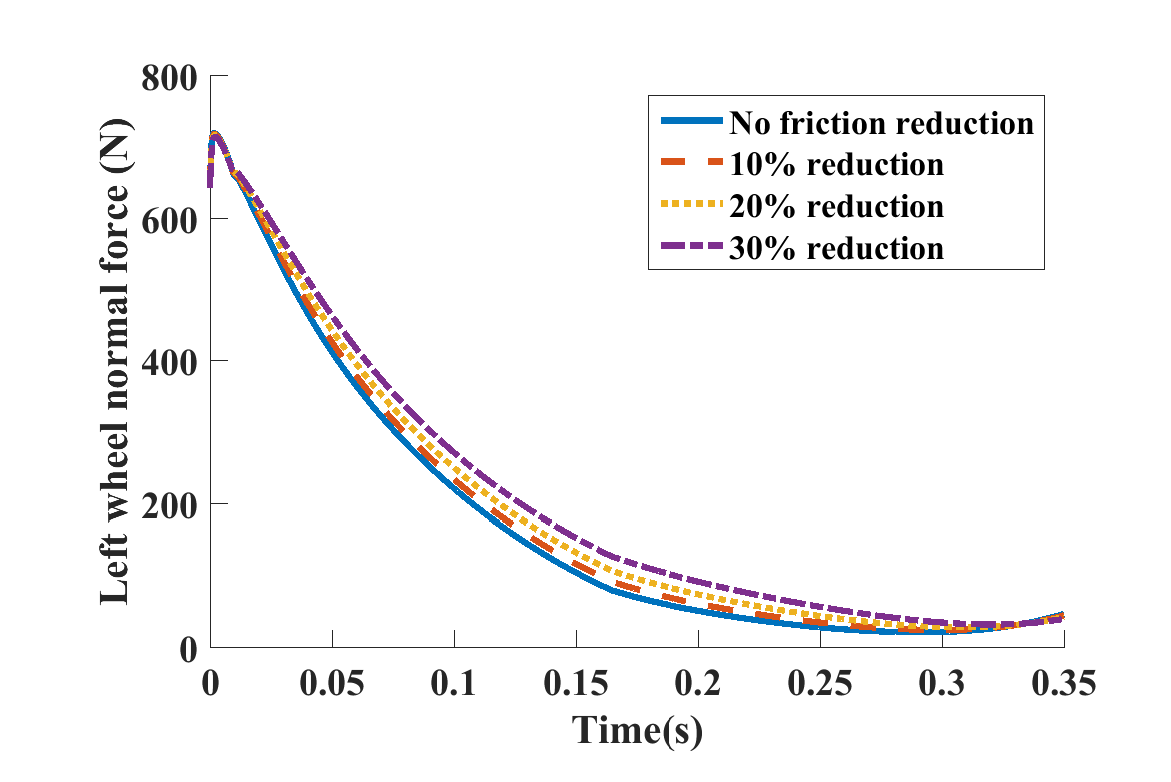 Left wheel normal force (N)
800
600
400
200
0
No friction reduction
10% reduction
20% reduction
30% reduction
0 0.05 0.1 0.15 0.2 0.25 0.3 0.35
Time(s)